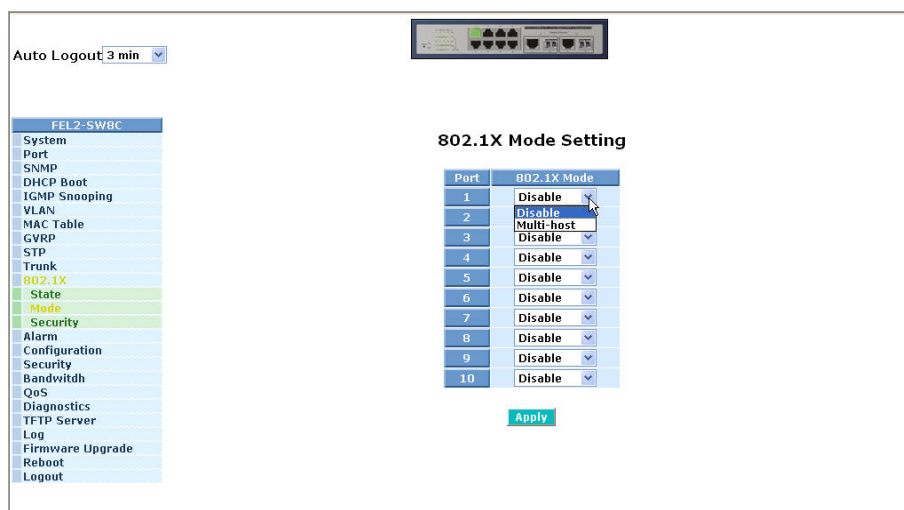 Auto Logout 3 min
FEL2-SW8C
System
Port
SNMP
DHCP Boot
IGMP Snooping
VLAN
MAC Table
GVRP
STP
Trunk
802.1X
State
Mode
Security
Alarm
Configuration
Security
Bandwitdh
QoS
Diagnostics
TFTP Server
Log
Firmware Upgrade
Reboot
Logout
802.1X Mode Setting
Port 802.1X Mode
1 Disable
Disable
2
Multi-host
3 Disable
4 Disable
5 Disable
6 Disable
7 Disable
8 Disable
9 Disable
10 Disable
Apply